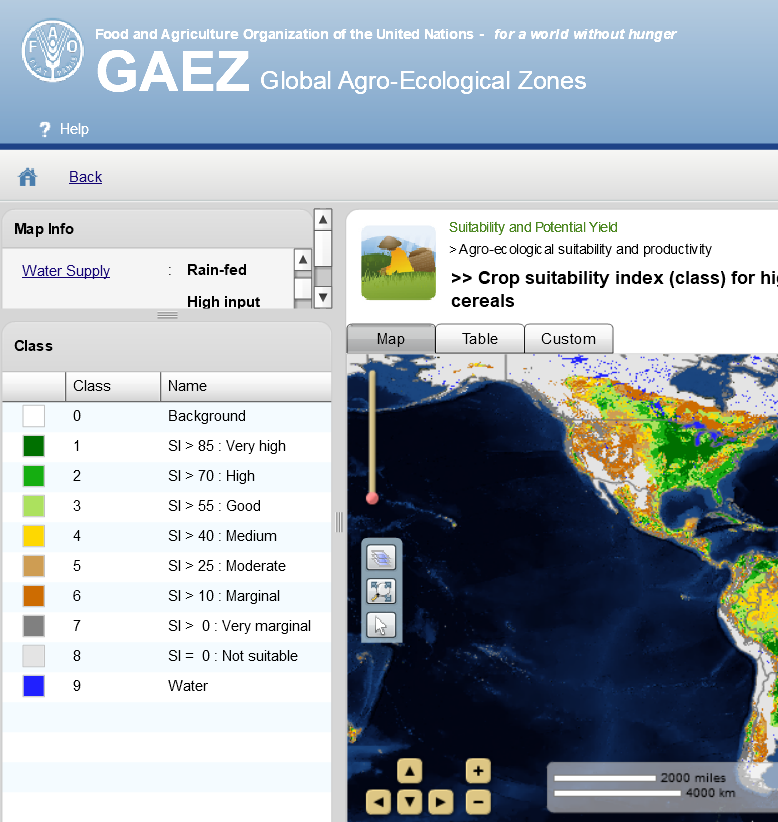 Food and Agriculture Organization of the United Nations - for a world without hunger
FAO
FIAT PANIS
GAEZ Global Agro-Ecological Zones
? Help
Back
Map Info
Water Supply : Rain-fed
High input
Suitability and Potential Yield
> Agro-ecological suitability and productivity
>> Crop suitability index (class) for hi
cereals
Class
Map Table Custom
Class Name
0 Background
1 SI > 85 : Very high
2 SI > 70 : High
3 SI > 55 : Good
4 SI > 40 : Medium
5 SI > 25 : Moderate
6 SI > 10 : Marginal
7 SI > 0 : Very marginal
8 SI = 0 : Not suitable
9 Water
2000 miles
4000 km